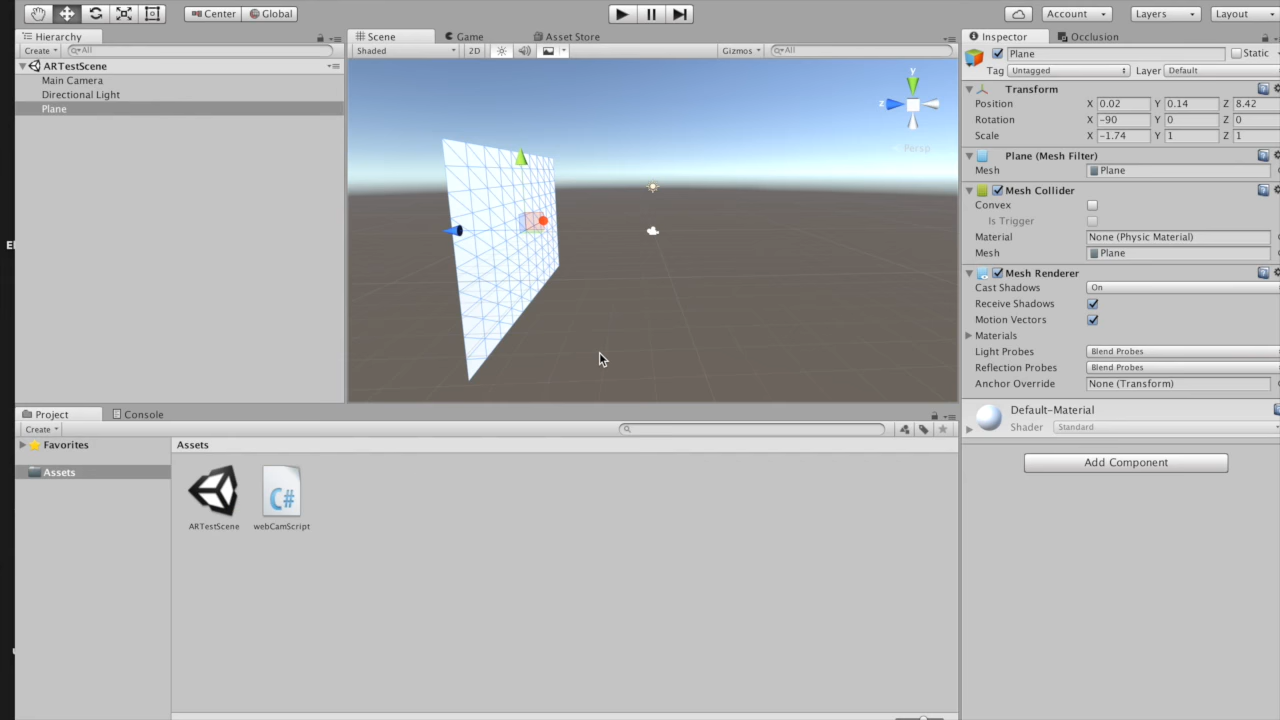 Center Global Account Layers Layout
Hierarchy Scene Game Asset Store Inspector Occlusion
Create All Shaded 2D Gizmos All Plane Static
ARTestScene
Tag Untagged Layer Default
Main Camera
Directional Light
Plane
y
z
Persp
Transform
Position X 0.02 Y 0.14 Z 8.42
Rotation X -90 Y 0 Z 0
Scale X -1.74 Y 1 Z 1
Plane (Mesh Filter)
Mesh Plane
Mesh Collider
Convex
Is Trigger
Material None (Physic Material)
Mesh Plane
Mesh Renderer
Cast Shadows On
Receive Shadows
Motion Vectors
Materials
Light Probes Blend Probes
Reflection Probes Blend Probes
Anchor Override None (Transform)
Default-Material
Shader Standard
Add Component
Project Console
Create
Favorites
Assets
Assets
C#
ARTestScene webCamScript